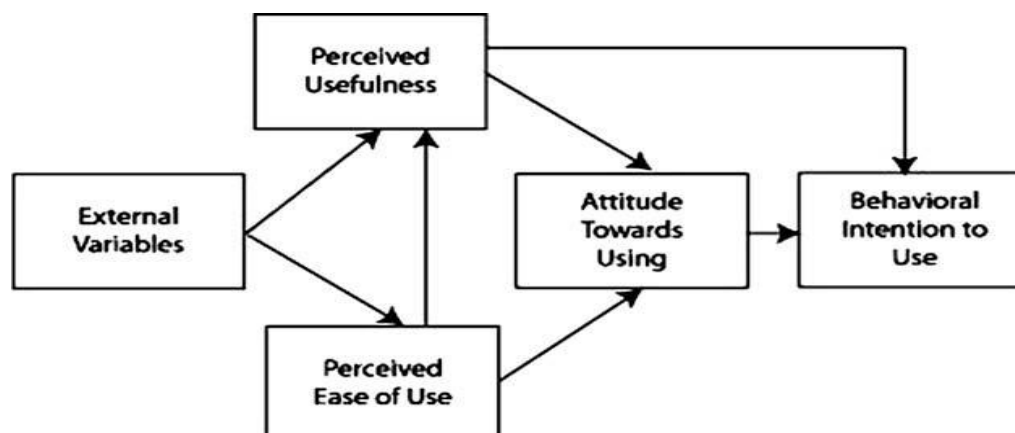 Perceived
Usefulness
External
Variables
Attitude
Towards
Using
Behavioral
Intention to
Use
Perceived
Ease of Use